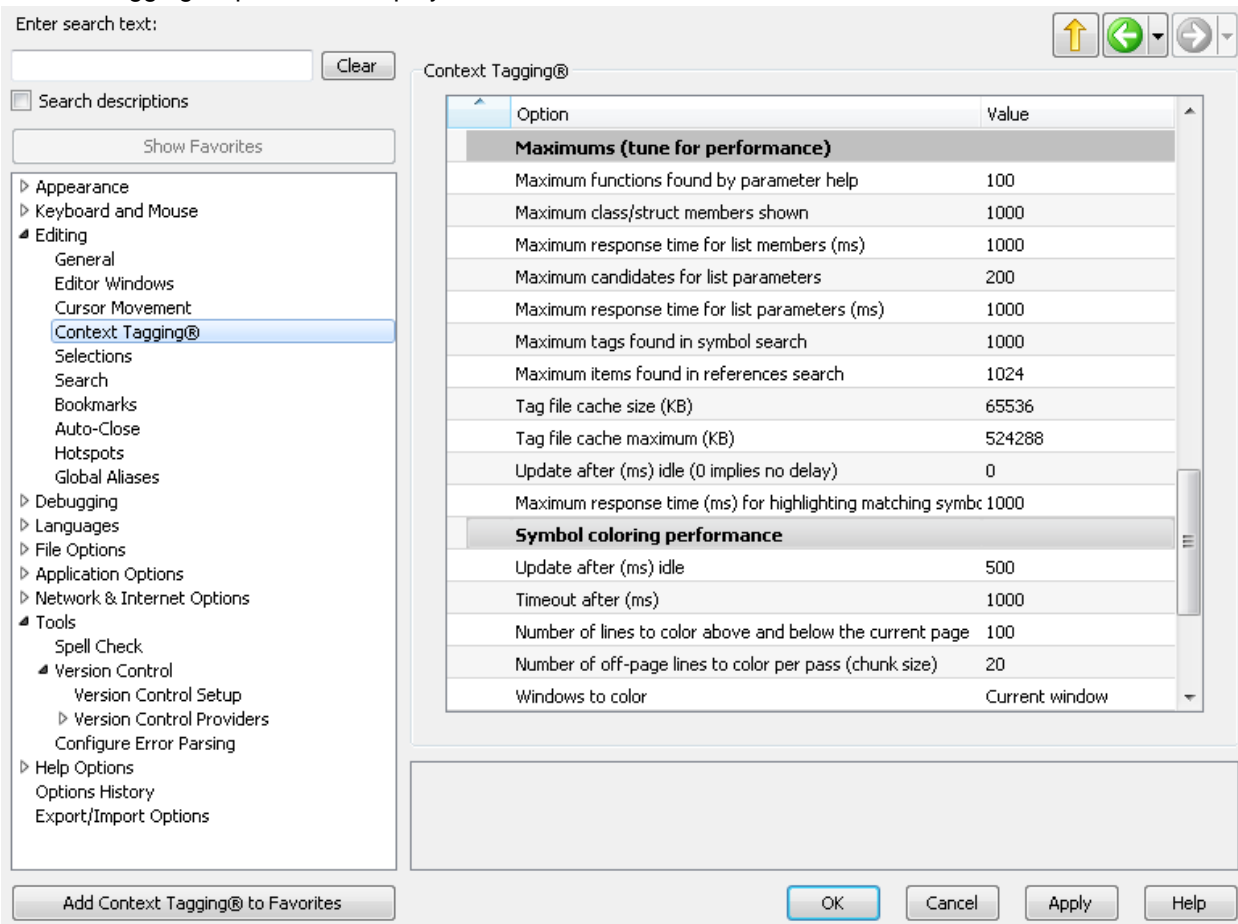 Enter search text:
Clear
Search descriptions
Show Favorites
Appearance
Keyboard and Mouse
Editing
General
Editor Windows
Cursor Movement
Context Tagging®
Selections
Search
Bookmarks
Auto-Close
Hotspots
Global Aliases
Debugging
Languages
File Options
Application Options
Network & Internet Options
Tools
Spell Check
Version Control
Version Control Setup
Version Control Providers
Configure Error Parsing
Help Options
Options History
Export/Import Options
Add Context Tagging® to Favorites
Context Tagging®
Option Value
Maximums (tune for performance)
Maximum functions found by parameter help 100
Maximum class/struct members shown 1000
Maximum response time for list members (ms) 1000
Maximum candidates for list parameters 200
Maximum response time for list parameters (ms) 1000
Maximum tags found in symbol search 1000
Maximum items found in references search 1024
Tag file cache size (KB) 65536
Tag file cache maximum (KB) 524288
Update after (ms) idle (0 implies no delay) 0
Maximum response time (ms) for highlighting matching symbc 1000
Symbol coloring performance
Update after (ms) idle 500
Timeout after (ms) 1000
Number of lines to color above and below the current page 100
Number of off-page lines to color per pass (chunk size) 20
Windows to color Current window
OK Cancel Apply Help